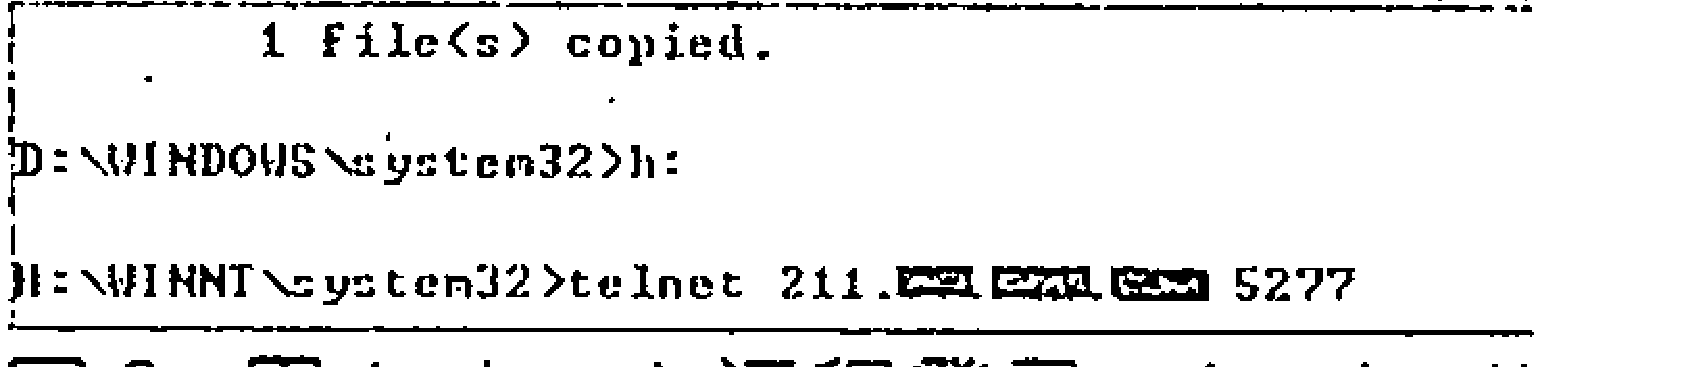 1 file(s) copied.
D:\WINDOWS\system32>h:
H:\WINNT\system32>telnet 211. 5277